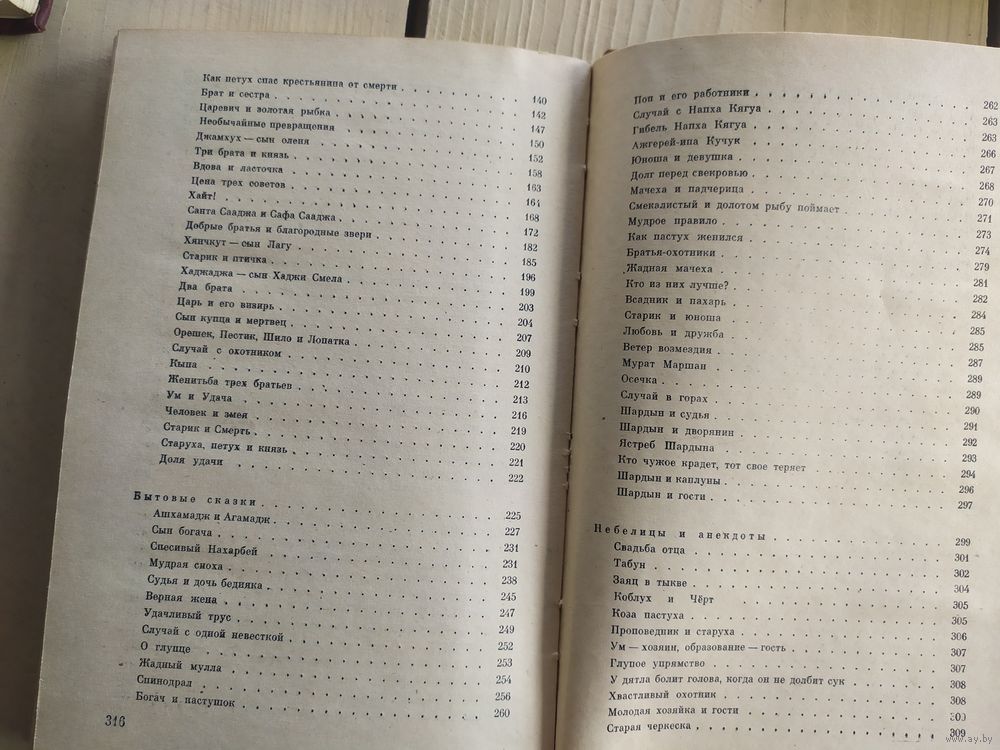 Как петух спас крестьянина от смерти . 140
Брат и сестра . . . . . . . 142
Царевич и золотая рыбка . . . . . . . 147
Необычайные превращения . . . . . . . 150
Джамхух — сын оленя . . . . . . . 152
Три брата и князь . . . . . . . 158
Вдова и ласточка . . . . . . . 163
Цена трех советов . . . . . . . 164
Хайт! . . . . . . . 168
Санта Сааджа и Сафа Сааджа . . . . . . . 172
Добрые братья и благородные звери . . . . . . . 182
Хянчкут — сын Лагу . . . . . . . 185
Старик и птичка . . . . . . . 196
Хаджаджа — сын Хаджи Смела . . . . . . . 199
Два брата . . . . . . . 203
Царь и его визирь . . . . . . . 204
Сын купца и мертвец . . . . . . . 207
Орешек, Пестик, Шило и Лопатка . . . . . . . 209
Случай с охотником . . . . . . . 210
Кыпа . . . . . . . 212
Женитьба трех братьев . . . . . . . 213
Ум и Удача . . . . . . . 216
Человек и змея . . . . . . . 219
Старик и Смерть . . . . . . . 220
Старуха, петух и князь . . . . . . . 221
Доля удачи . . . . . . . 222
Бытовые сказки . . . . . . . 225
Ашхамадж и Агамадж . . . . . . . 227
Сын богача . . . . . . . 231
Спесивый Нахарбей . . . . . . . 231
Мудрая сноха . . . . . . . 238
Судья и дочь бедняка . . . . . . . 245
Верная жена . . . . . . . 247
Удачливый трус . . . . . . . 249
Случай с одной невесткой . . . . . . . 252
О глупце . . . . . . . 253
Жадный мулла . . . . . . . 254
Спинодрал . . . . . . . 256
Богач и пастушок . . . . . . . 260
316
Поп и его работники . . . . . . . 262
Случай с Напха Кягуа . . . . . . . 263
Гибель Напха Кягуа . . . . . . . 263
Ажгерей-ипа Кучук . . . . . . . 266
Юноша и девушка . . . . . . . 267
Долг перед свекровью . . . . . . . 268
Мачеха и падчерица . . . . . . . 270
Смекалистый и долотом рыбу поймает . . . . . . . 271
Мудрое правило . . . . . . . 273
Как пастух женился . . . . . . . 274
Братья-охотники . . . . . . . 279
Жадная мачеха . . . . . . . 281
Кто из них лучше? . . . . . . . 282
Всадник и пахарь . . . . . . . 284
Старик и юноша . . . . . . . 285
Любовь и дружба . . . . . . . 285
Ветер возмездия . . . . . . . 287
Мурат Маршан . . . . . . . 289
Осечка . . . . . . . 289
Случай в горах . . . . . . . 290
Шардын и судья . . . . . . . 291
Шардын и дворянин . . . . . . . 292
Ястреб Шардына . . . . . . . 293
Кто чужое крадет, тот свое теряет . . . . . . . 294
Шардын и каплуны . . . . . . . 296
Шардын и гости . . . . . . . 297
Небелицы и анекдоты . . . . . . . 299
Свадьба отца . . . . . . . 301
Табун . . . . . . . 302
Заяц в тыкве . . . . . . . 304
Коблух и Чёрт . . . . . . . 305
Коза пастуха . . . . . . . 305
Проповедник и старуха . . . . . . . 306
Ум — хозяин, образование — гость . . . . . . . 307
Глупое упрямство . . . . . . . 307
У дятла болит голова, когда он не долбит сук . . . . . . . 308
Хвастливый охотник . . . . . . . 308
Молодая хозяйка и гости . . . . . . . 309
Старая черкеска . . . . . . . 309
www.ay.by